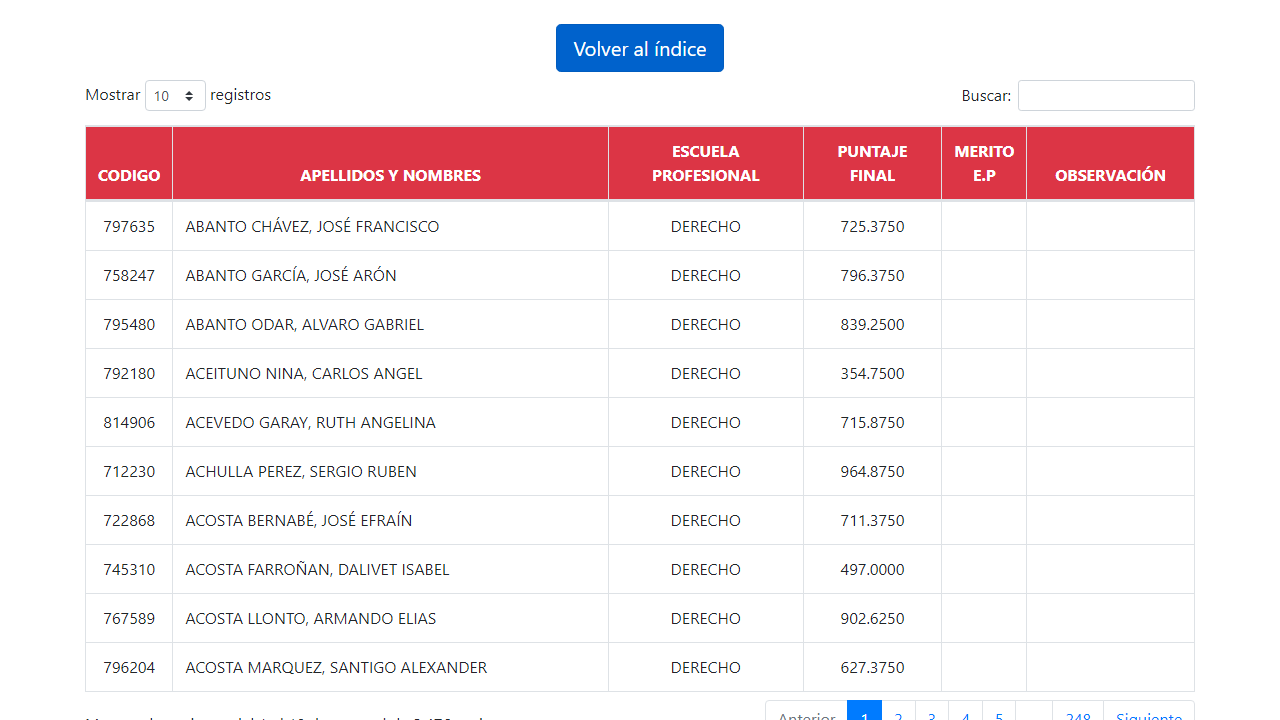 Volver al índice
Mostrar 10 registros
Buscar:
CODIGO APELLIDOS Y NOMBRES ESCUELA PROFESIONAL PUNTAJE FINAL MERITO E.P OBSERVACIÓN
797635 ABANTO CHÁVEZ, JOSÉ FRANCISCO DERECHO 725.3750
758247 ABANTO GARCÍA, JOSÉ ARÓN DERECHO 796.3750
795480 ABANTO ODAR, ALVARO GABRIEL DERECHO 839.2500
792180 ACEITUNO NINA, CARLOS ANGEL DERECHO 354.7500
814906 ACEVEDO GARAY, RUTH ANGELINA DERECHO 715.8750
712230 ACHULLA PEREZ, SERGIO RUBEN DERECHO 964.8750
722868 ACOSTA BERNABÉ, JOSÉ EFRAÍN DERECHO 711.3750
745310 ACOSTA FARROÑAN, DALIVET ISABEL DERECHO 497.0000
767589 ACOSTA LLONTO, ARMANDO ELIAS DERECHO 902.6250
796204 ACOSTA MARQUEZ, SANTIGO ALEXANDER DERECHO 627.3750
Anterior 1 2 3 4 5 … 248 Siguiente